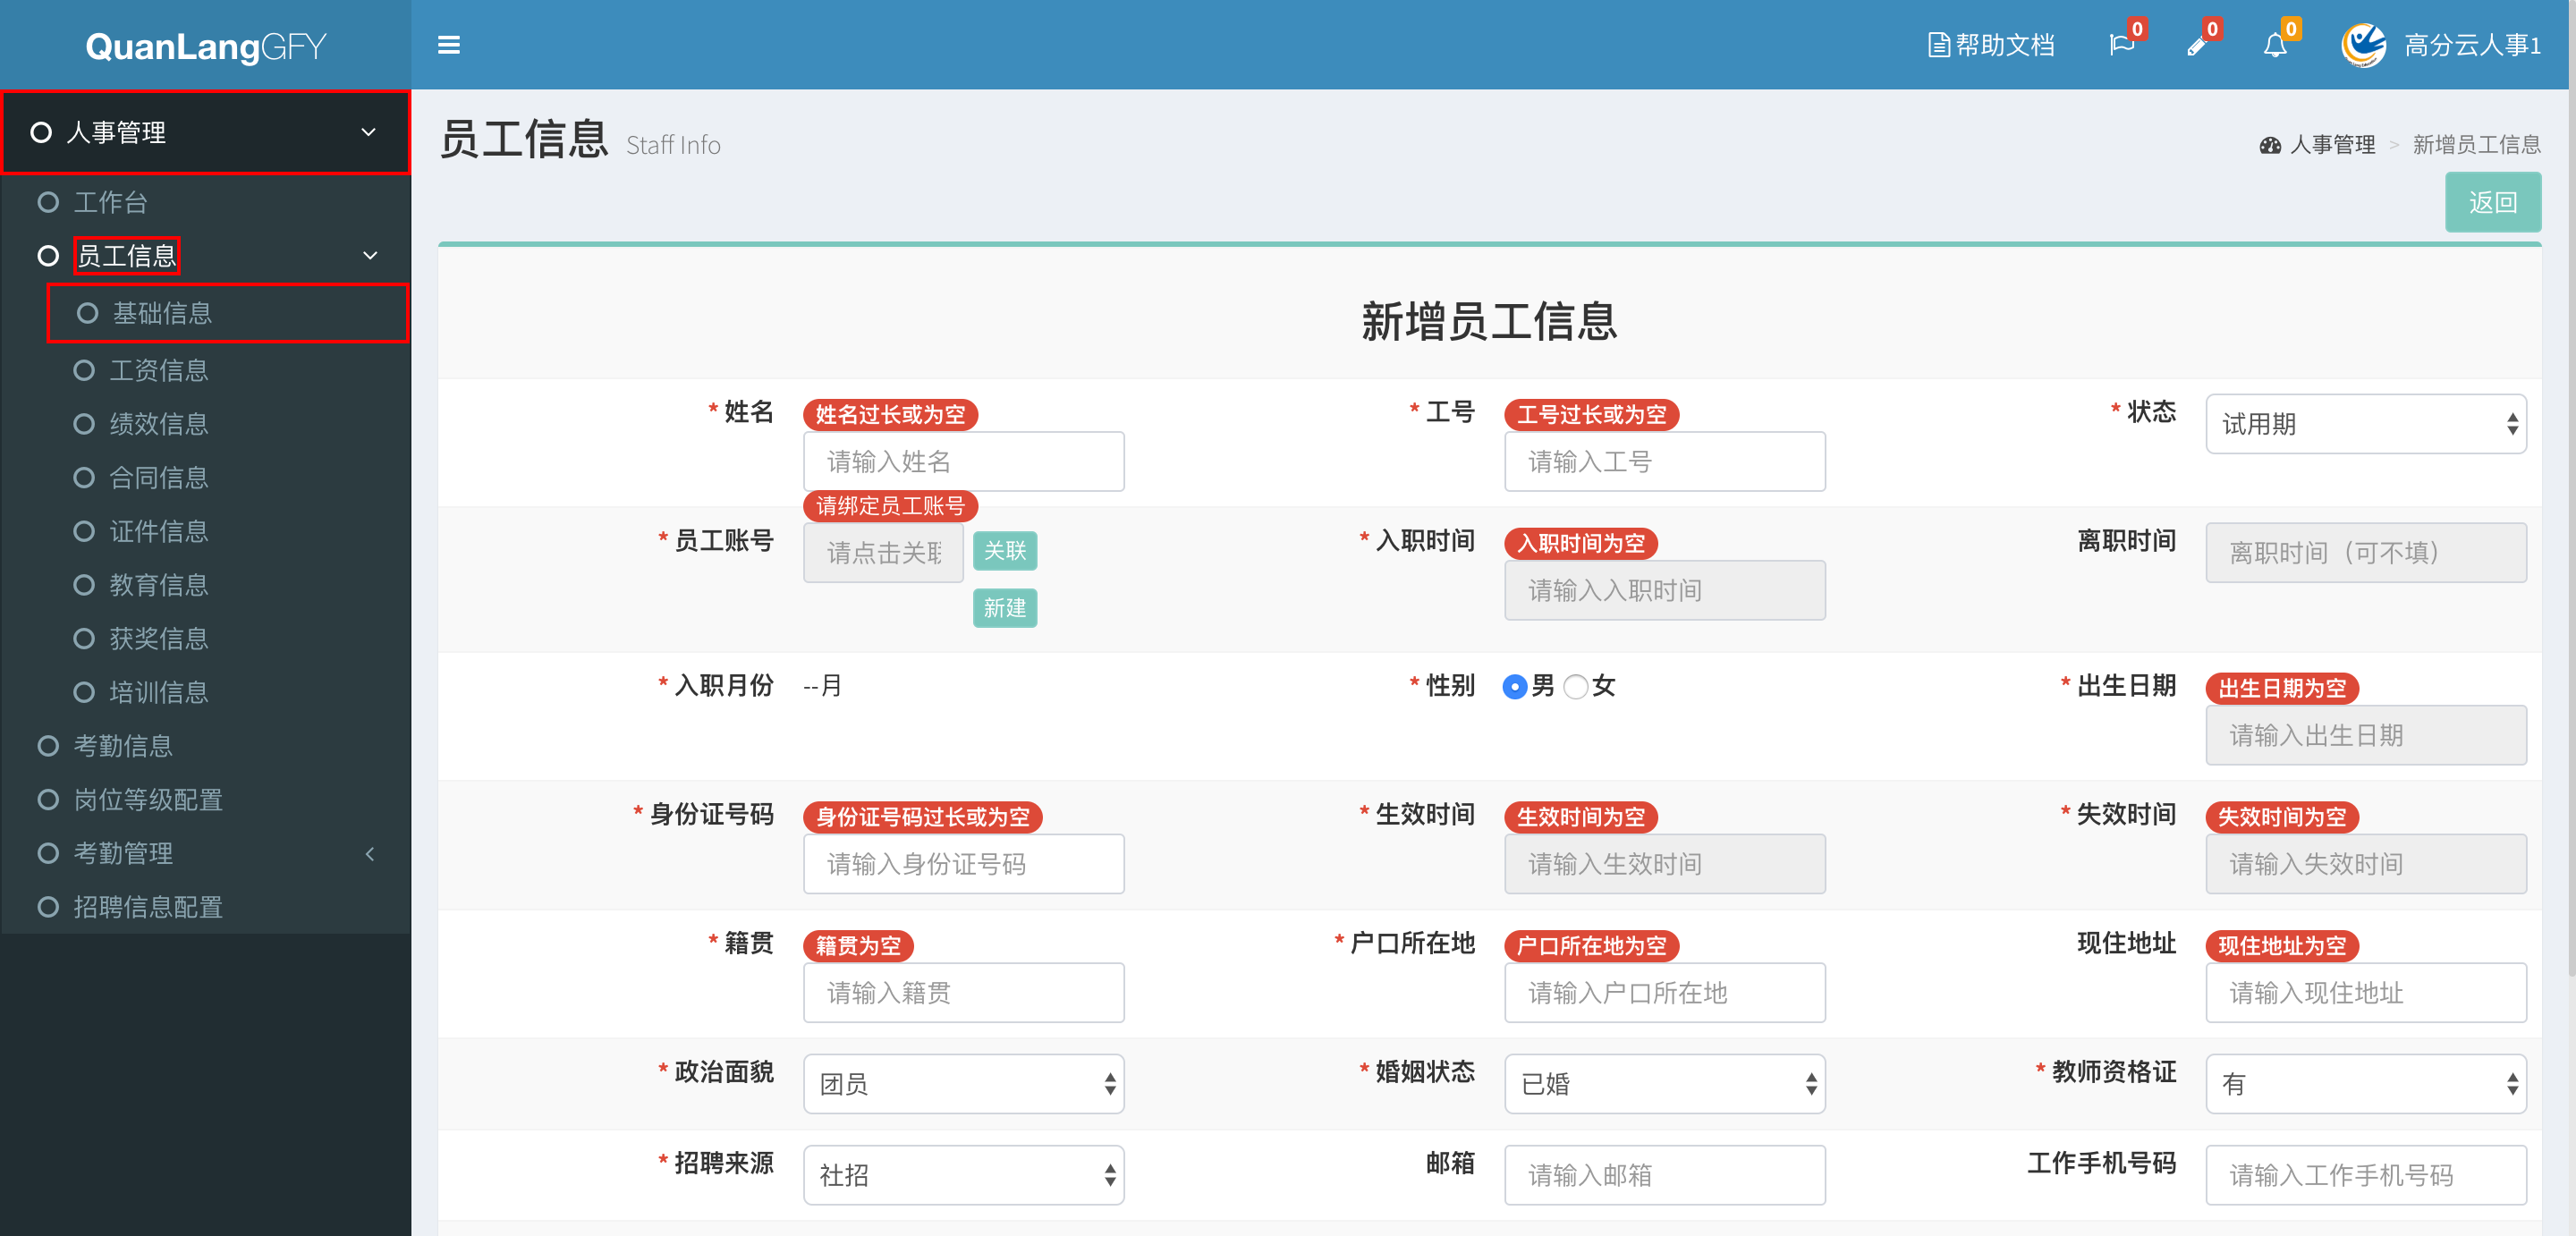 QuanLangGFY
帮助文档
0
0
0
高分云人事1
人事管理
工作台
员工信息
基础信息
工资信息
绩效信息
合同信息
证件信息
教育信息
获奖信息
培训信息
考勤信息
岗位等级配置
考勤管理
招聘信息配置
员工信息 Staff Info
人事管理 > 新增员工信息
返回
新增员工信息
* 姓名
姓名过长或为空
请输入姓名
* 工号
工号过长或为空
请输入工号
* 状态
试用期
* 员工账号
请绑定员工账号
请点击关联
关联
新建
* 入职时间
入职时间为空
请输入入职时间
离职时间
离职时间（可不填）
* 入职月份
--月
* 性别
男 女
* 出生日期
出生日期为空
请输入出生日期
* 身份证号码
身份证号码过长或为空
请输入身份证号码
* 生效时间
生效时间为空
请输入生效时间
* 失效时间
失效时间为空
请输入失效时间
* 籍贯
籍贯为空
请输入籍贯
* 户口所在地
户口所在地为空
请输入户口所在地
现住地址
现住地址为空
请输入现住地址
* 政治面貌
团员
* 婚姻状态
已婚
* 教师资格证
有
* 招聘来源
社招
邮箱
请输入邮箱
工作手机号码
请输入工作手机号码